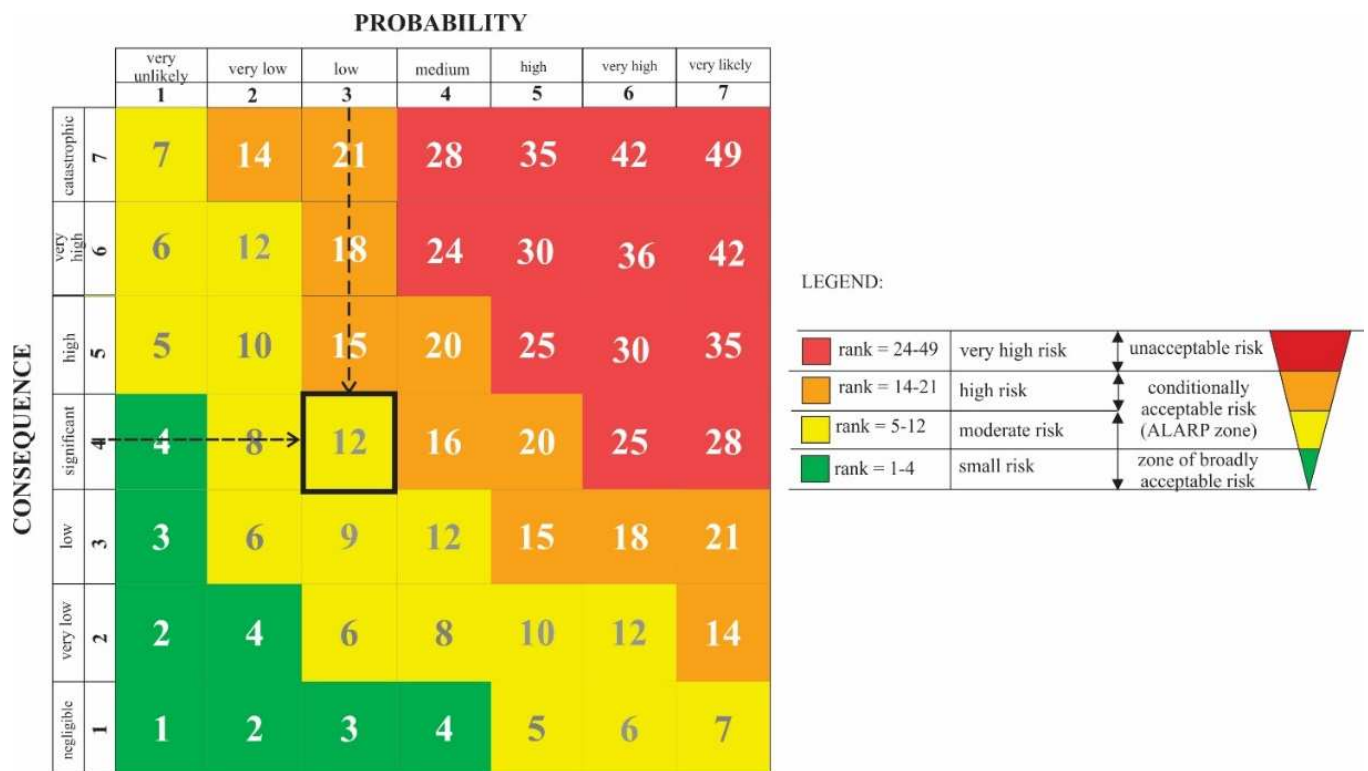 PROBABILITY
very unlikely
very low
low
medium
high
very high
very likely
1 2 3 4 5 6 7
CONSEQUENCE
catastrophic 7 7 14 21 28 35 42 49
very high 6 6 12 18 24 30 36 42
high 5 5 10 15 20 25 30 35
significant 4 4 8 12 16 20 25 28
low 3 3 6 9 12 15 18 21
very low 2 2 4 6 8 10 12 14
negligible 1 1 2 3 4 5 6 7
LEGEND:
rank = 24-49 very high risk unacceptable risk
rank = 14-21 high risk conditionally
acceptable risk
rank = 5-12 moderate risk (ALARP zone)
rank = 1-4 small risk zone of broadly
acceptable risk